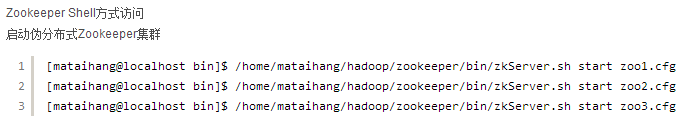 Zookeeper Shell方式访问
启动伪分布式Zookeeper集群
1 [mataihang@localhost bin]$ /home/mataihang/hadoop/zookeeper/bin/zkServer.sh start zoo1.cfg
2 [mataihang@localhost bin]$ /home/mataihang/hadoop/zookeeper/bin/zkServer.sh start zoo2.cfg
3 [mataihang@localhost bin]$ /home/mataihang/hadoop/zookeeper/bin/zkServer.sh start zoo3.cfg